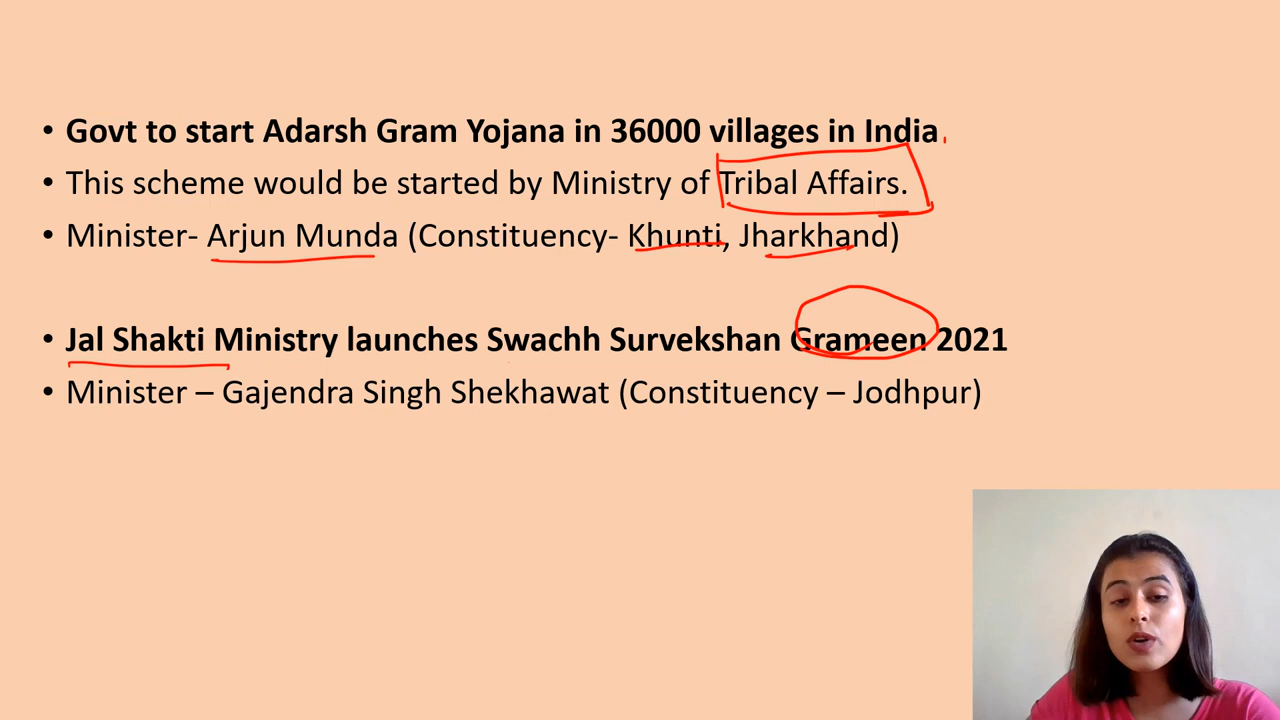 • Govt to start Adarsh Gram Yojana in 36000 villages in India
• This scheme would be started by Ministry of Tribal Affairs.
• Minister- Arjun Munda (Constituency- Khunti, Jharkhand)
• Jal Shakti Ministry launches Swachh Survekshan Grameen 2021
• Minister – Gajendra Singh Shekhawat (Constituency – Jodhpur)